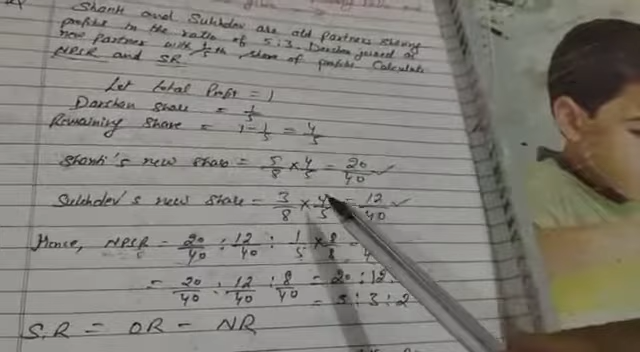 Shanti and Sukhdev are old Partners sharing
profits in the ratio of 5:3. Darshan joined as
new partner with 1/5th share of profits. Calculate
NPSR and SR.
Let total Profit = 1
Darshan share = 1/5
Remaining share = 1 - 1/5 = 4/5
Shanti's new share = 5/8 × 4/5 = 20/40 ✓
Sukhdev's new share = 3/8 × 4/5 = 12/40 ✓
Hence, NPSR = 20/40 : 12/40 : 1/5 × 8/8 =
= 20/40 : 12/40 : 8/40 = 20 : 12 :
= 5 : 3 : 2
S.R = OR - NR